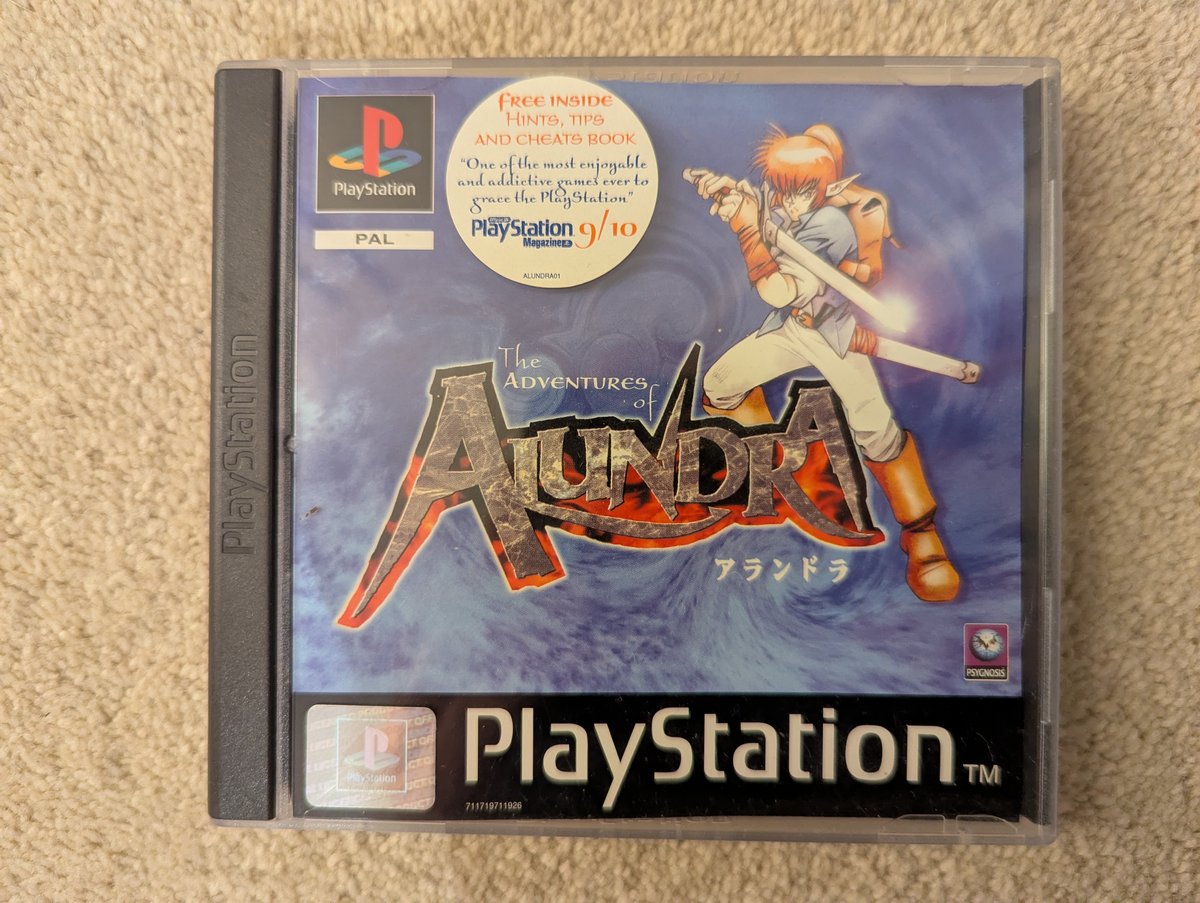 PlayStation
PlayStation
PAL
FREE INSIDE
HINTS, TIPS
AND CHEATS BOOK
"One of the most enjoyable
and addictive games ever to
grace the PlayStation"
PlayStation
Magazine
9/10
ALUNDRA01
The
ADVENTURES
of
ALUNDRA
アランドラ
PSYGNOSIS
PlayStation
PlayStation TM
711719711926